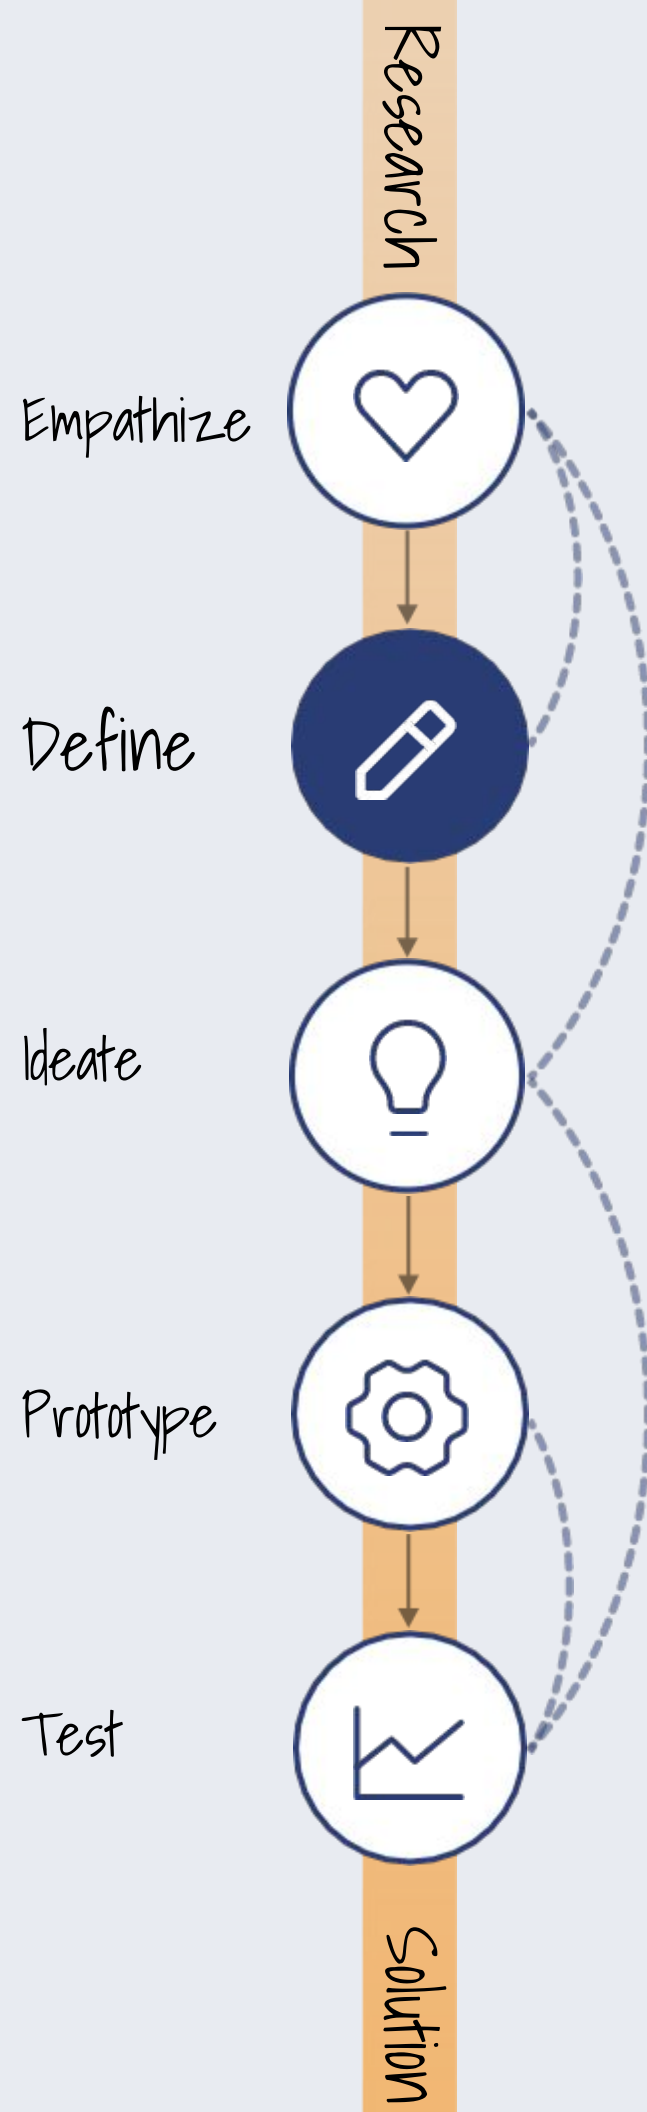 Research
Empathize
Define
Ideate
Prototype
Test
Solution